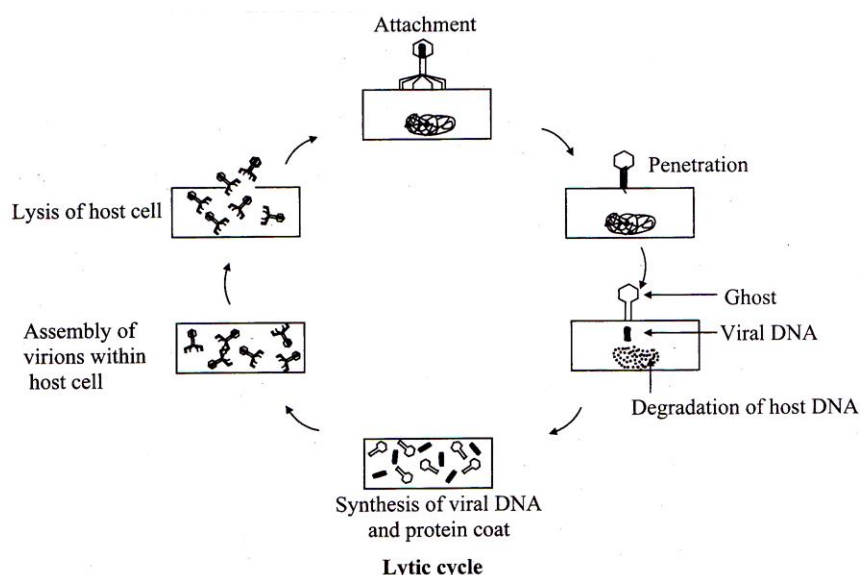 Attachment
Penetration
Ghost
Viral DNA
Degradation of host DNA
Synthesis of viral DNA
and protein coat
Assembly of
virions within
host cell
Lysis of host cell
Lytic cycle